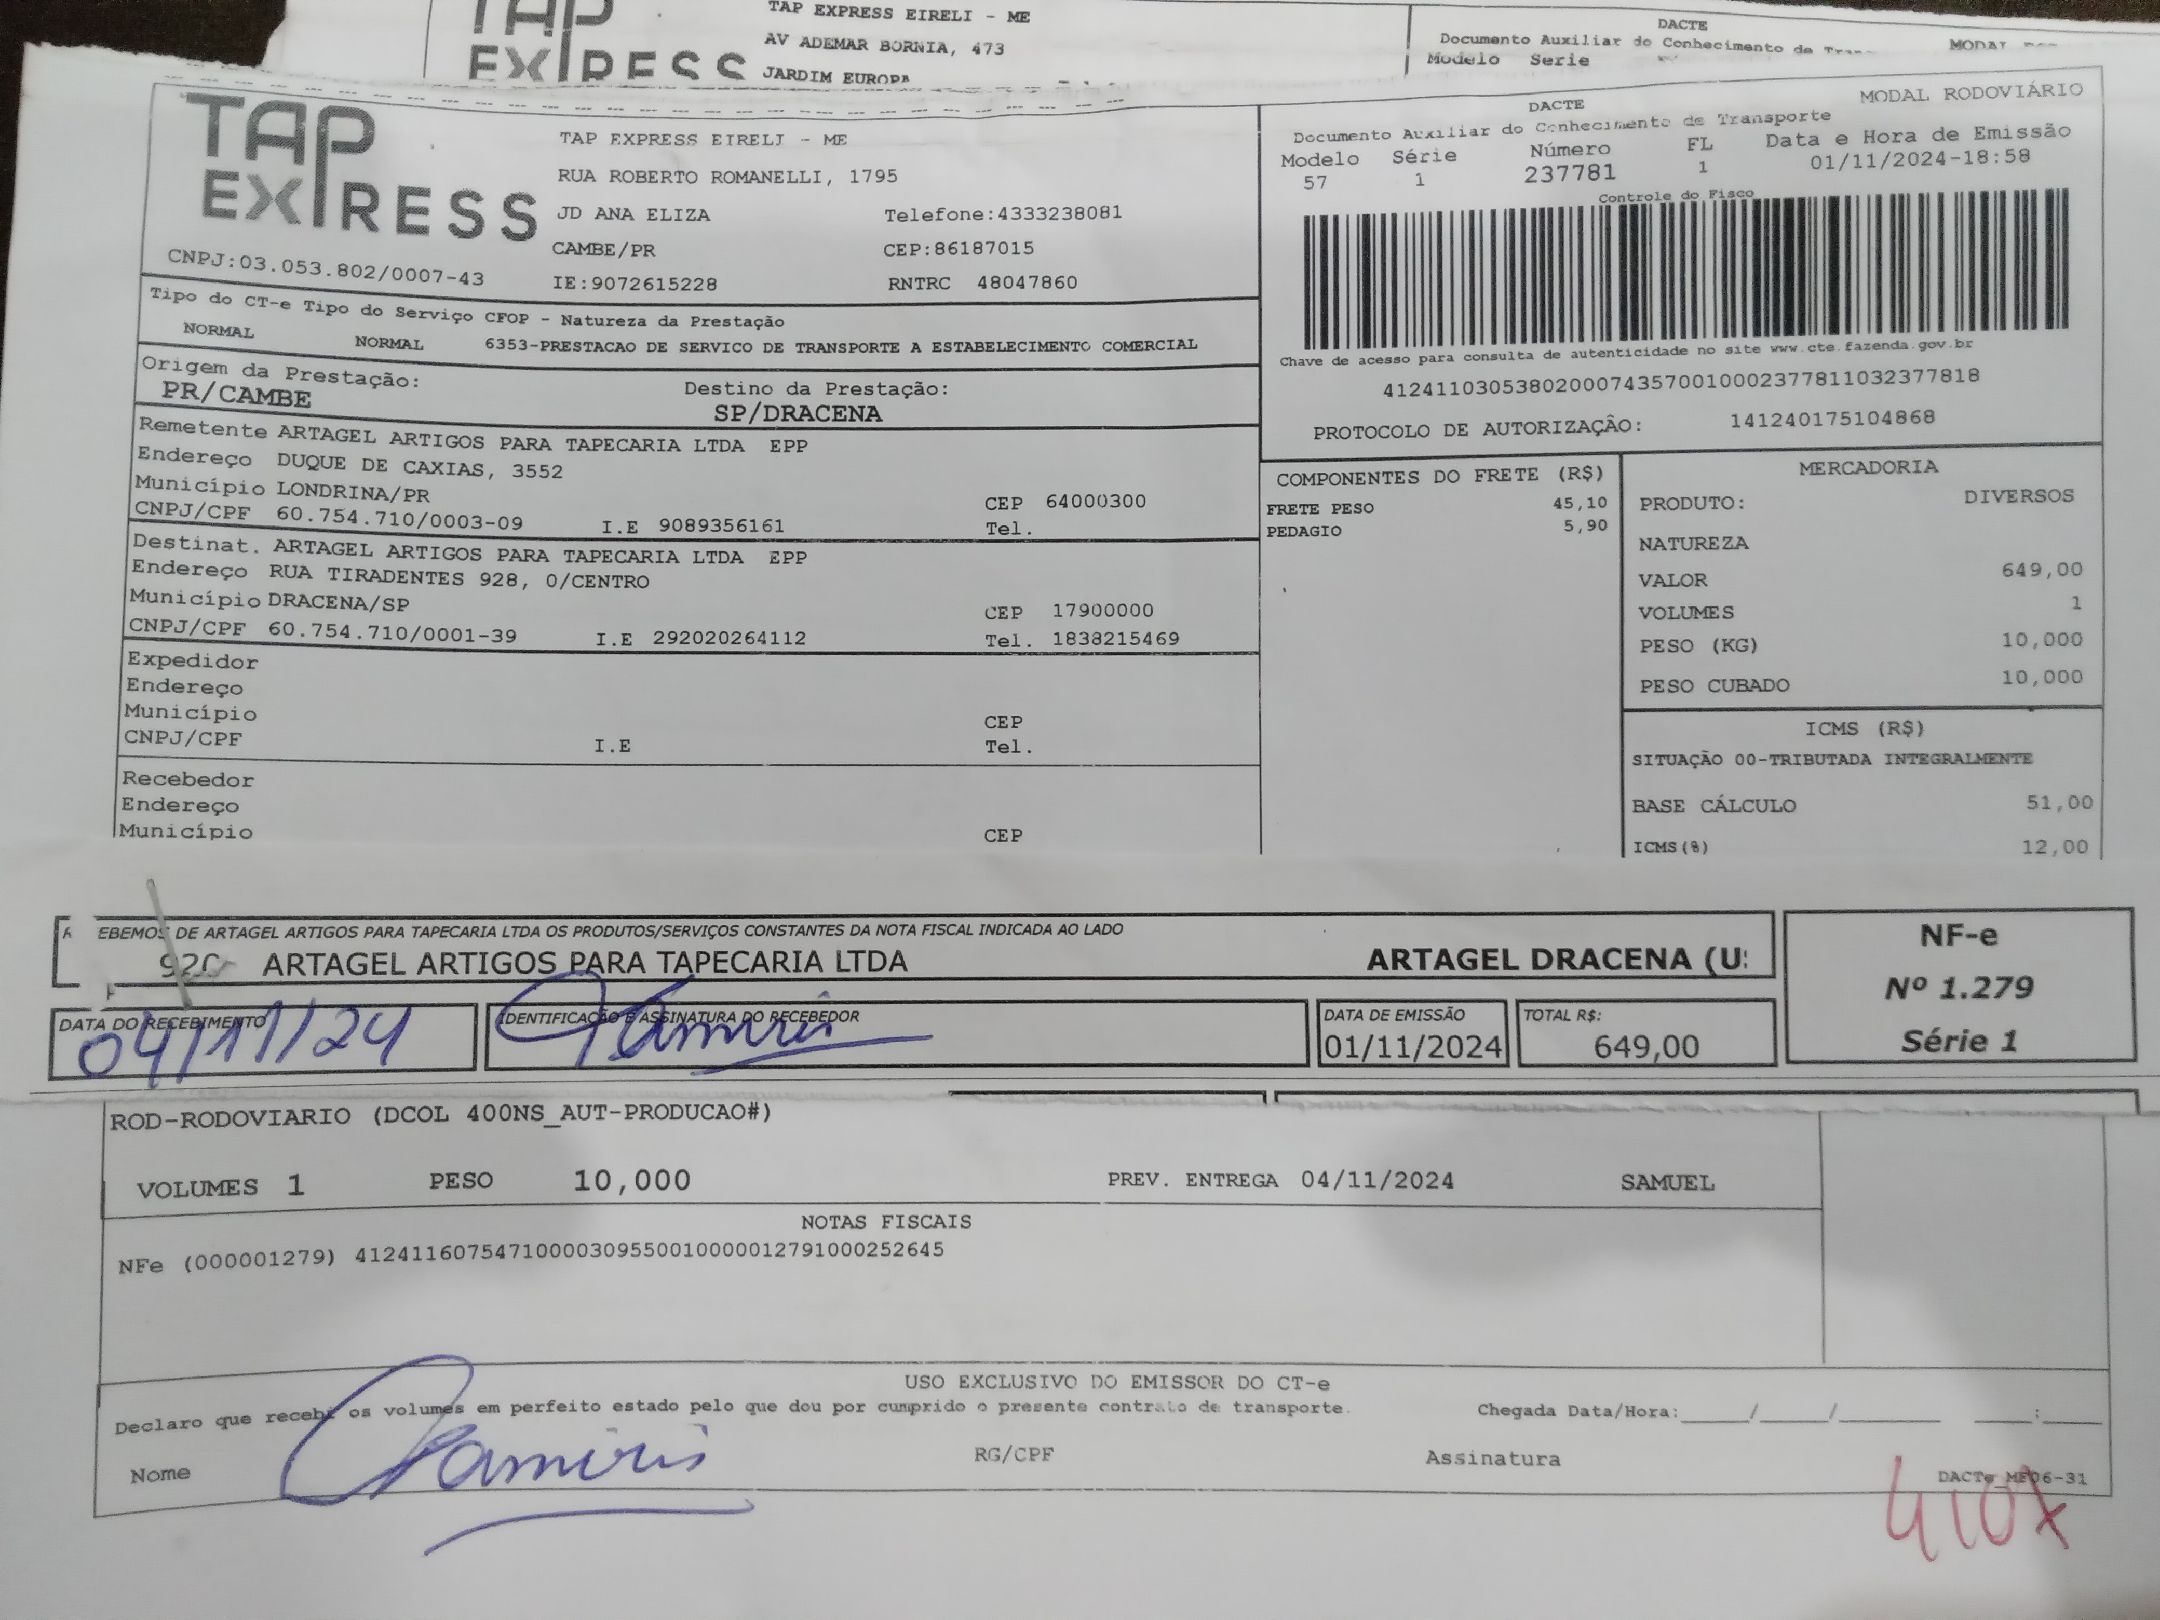 TAP EXPRESS EIRELI - ME
AV ADEMAR BORNIA, 473
JARDIM EUROPA
DACTE
Documento Auxiliar do Conhecimento de
Modelo Serie
TAP EXPRESS
TAP EXPRESS
CNPJ:03.053.802/0007-43
TAP EXPRESS EIRELI - ME
RUA ROBERTO ROMANELLI, 1795
JD ANA ELIZA Telefone:4333238081
CAMBE/PR CEP:86187015
IE:9072615228 RNTRC 48047860
DACTE MODAL RODOVIÁRIO
Documento Auxiliar do Conhecimento de Transporte
Modelo Série Número FL Data e Hora de Emissão
57 1 237781 1 01/11/2024-18:58
Controle do Fisco
Chave de acesso para consulta de autenticidade no site www.cte.fazenda.gov.br
41241103053802000743570010002377811032377818
PROTOCOLO DE AUTORIZAÇÃO: 141240175104868
Tipo do CT-e Tipo do Serviço CFOP - Natureza da Prestação
NORMAL NORMAL 6353-PRESTACAO DE SERVICO DE TRANSPORTE A ESTABELECIMENTO COMERCIAL
Origem da Prestação: Destino da Prestação:
PR/CAMBE SP/DRACENA
Remetente ARTAGEL ARTIGOS PARA TAPECARIA LTDA EPP
Endereço DUQUE DE CAXIAS, 3552
Município LONDRINA/PR CEP 64000300
CNPJ/CPF 60.754.710/0003-09 I.E 9089356161 Tel.
Destinat. ARTAGEL ARTIGOS PARA TAPECARIA LTDA EPP
Endereço RUA TIRADENTES 928, 0/CENTRO
Município DRACENA/SP CEP 17900000
CNPJ/CPF 60.754.710/0001-39 I.E 292020264112 Tel. 1838215469
Expedidor
Endereço
Município CEP
CNPJ/CPF I.E Tel.
Recebedor
Endereço
Município CEP
COMPONENTES DO FRETE (R$)
FRETE PESO 45,10
PEDAGIO 5,90
MERCADORIA
PRODUTO: DIVERSOS
NATUREZA
VALOR 649,00
VOLUMES 1
PESO (KG) 10,000
PESO CUBADO 10,000
ICMS (R$)
SITUAÇÃO 00-TRIBUTADA INTEGRALMENTE
BASE CÁLCULO 51,00
ICMS(%) 12,00
EBEMOS DE ARTAGEL ARTIGOS PARA TAPECARIA LTDA OS PRODUTOS/SERVIÇOS CONSTANTES DA NOTA FISCAL INDICADA AO LADO
ARTAGEL ARTIGOS PARA TAPECARIA LTDA ARTAGEL DRACENA (U
NF-e
Nº 1.279
Série 1
DATA DO RECEBIMENTO IDENTIFICAÇÃO E ASSINATURA DO RECEBEDOR DATA DE EMISSÃO TOTAL R$:
04/11/24 Tamiris 01/11/2024 649,00
ROD-RODOVIARIO (DCOL 400NS_AUT-PRODUCAO#)
VOLUMES 1 PESO 10,000 PREV. ENTREGA 04/11/2024 SAMUEL
NOTAS FISCAIS
NFe (000001279) 41241160754710000309550010000012791000252645
USO EXCLUSIVO DO EMISSOR DO CT-e
Declaro que recebi os volumes em perfeito estado pelo que dou por cumprido o presente contrato de transporte. Chegada Data/Hora:____/____/______ ____:____
Nome Tamiris RG/CPF Assinatura